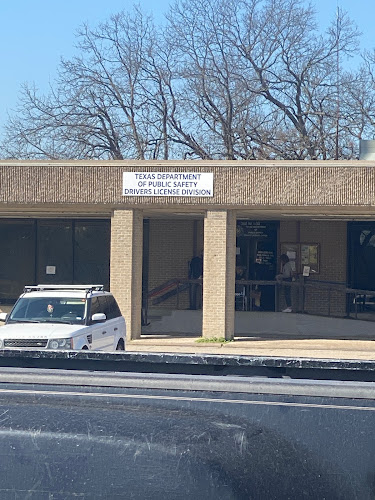 TEXAS DEPARTMENT
OF PUBLIC SAFETY
DRIVERS LICENSE DIVISION